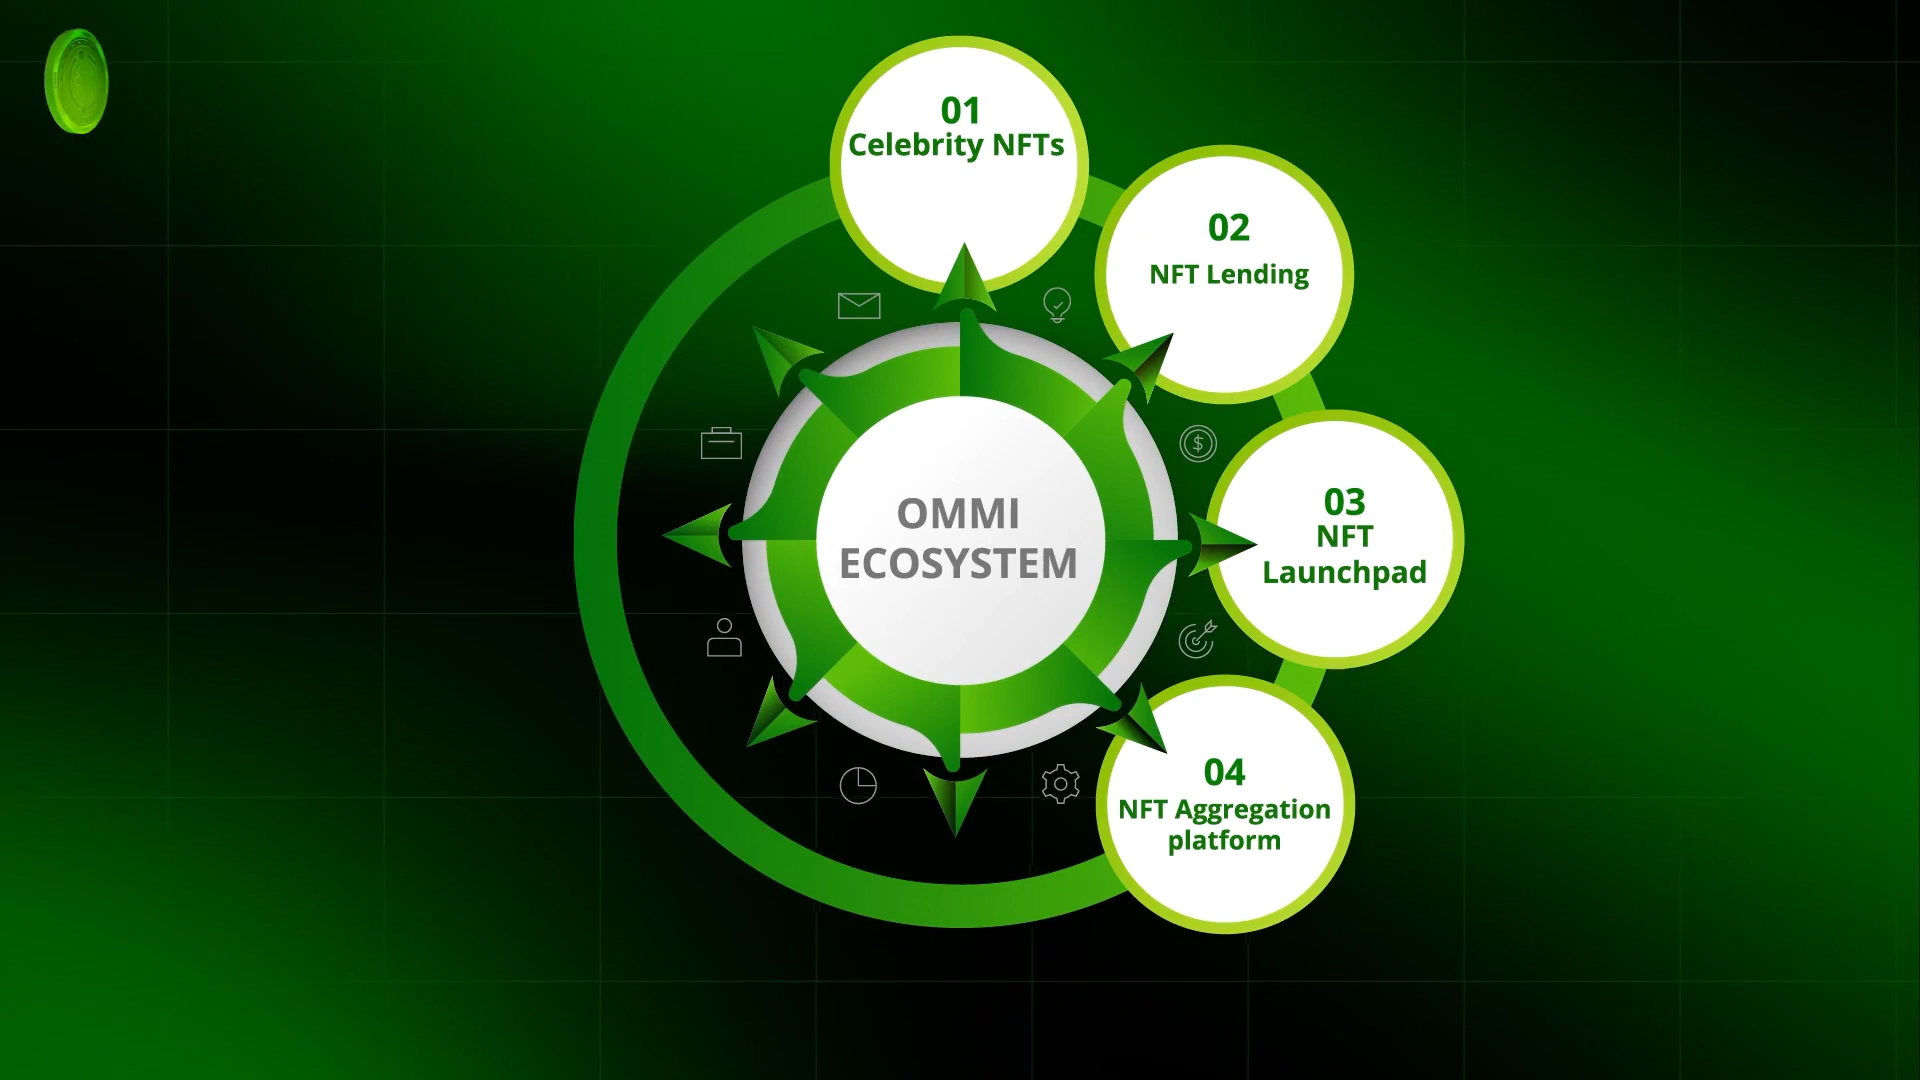 01
Celebrity NFTs
02
NFT Lending
03
NFT
Launchpad
04
NFT Aggregation
platform
OMMI
ECOSYSTEM
$